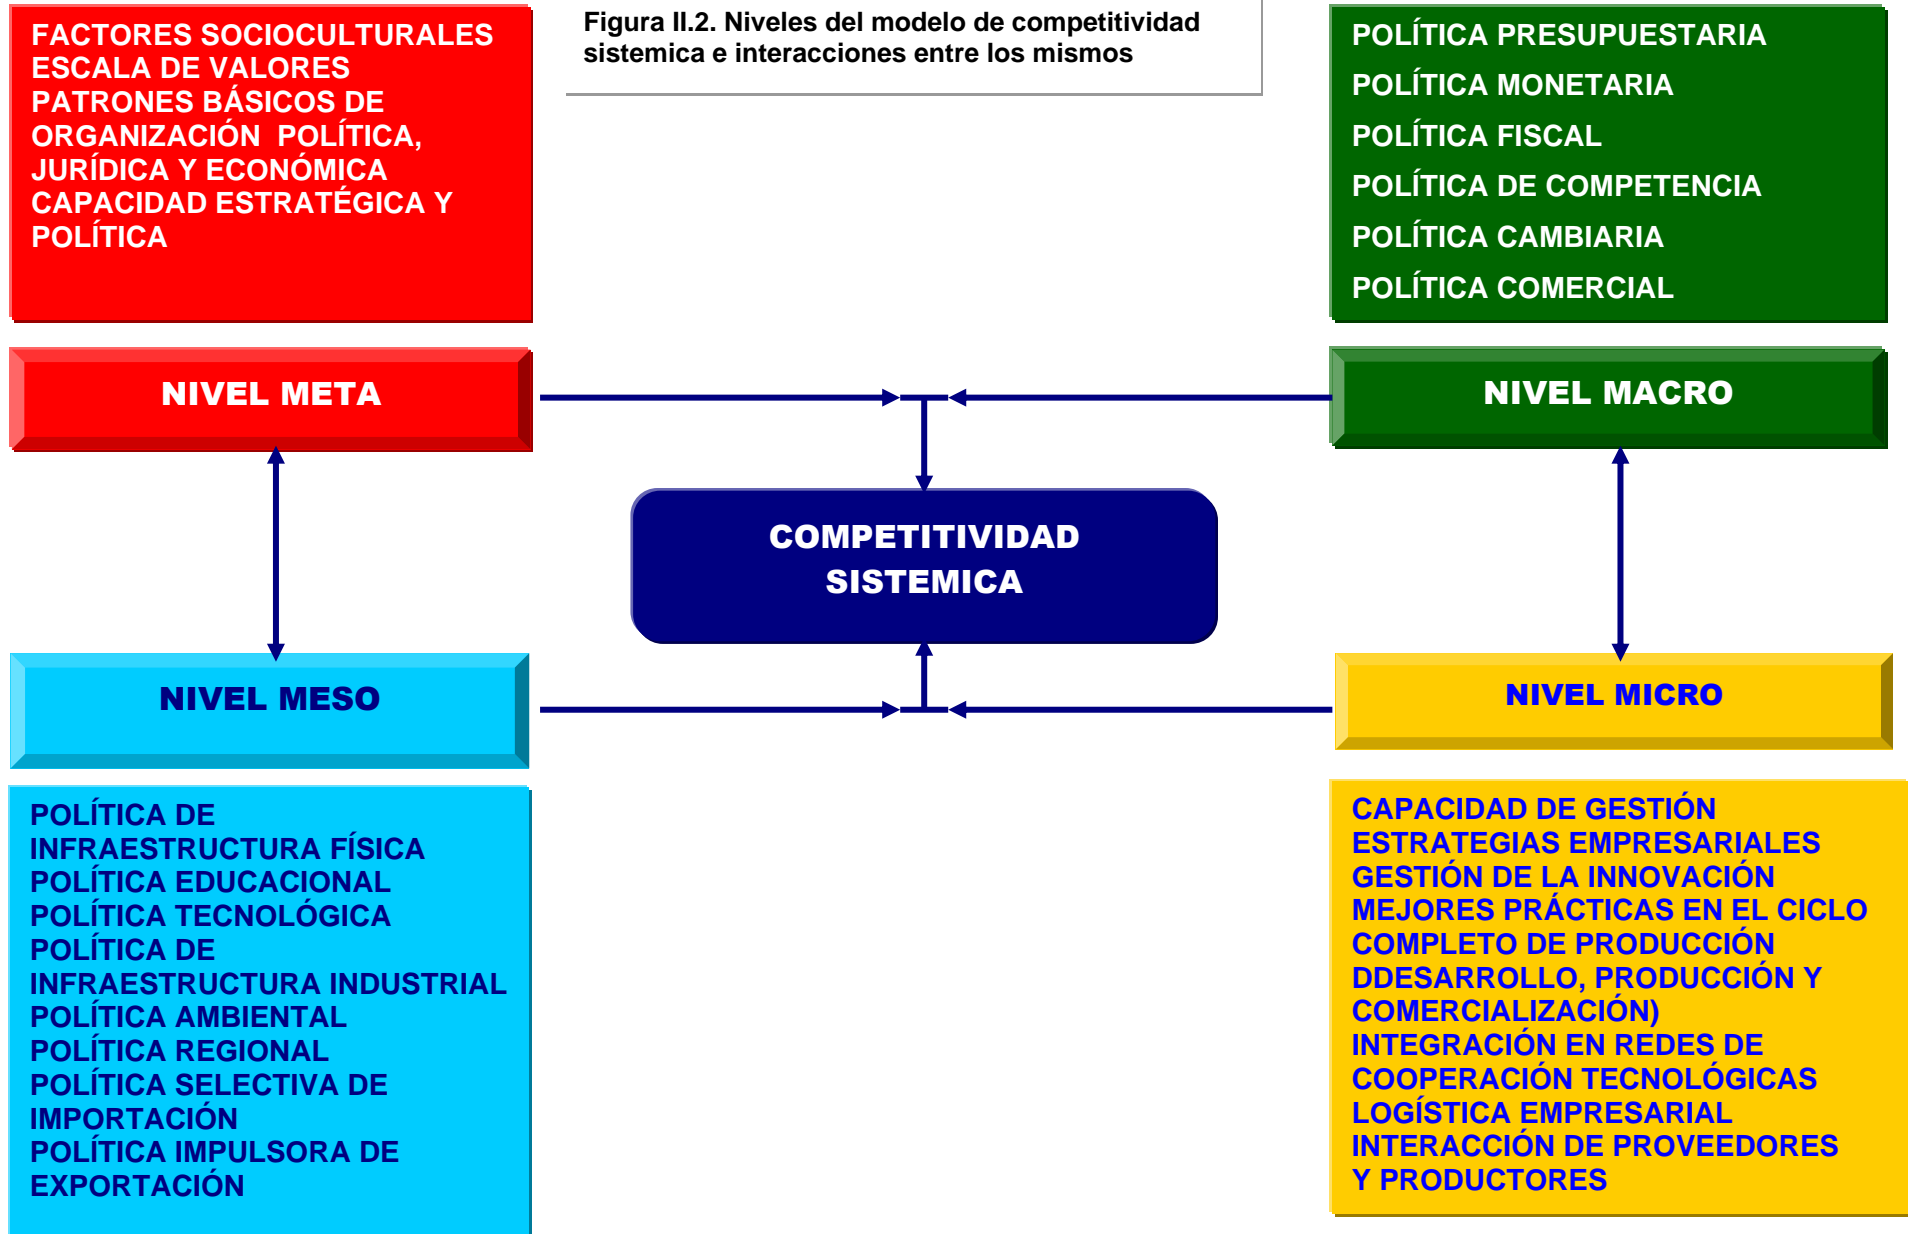 FACTORES SOCIOCULTURALES
ESCALA DE VALORES
PATRONES BÁSICOS DE
ORGANIZACIÓN POLÍTICA,
JURÍDICA Y ECONÓMICA
CAPACIDAD ESTRATÉGICA Y
POLÍTICA
Figura II.2. Niveles del modelo de competitividad
sistemica e interacciones entre los mismos
POLÍTICA PRESUPUESTARIA
POLÍTICA MONETARIA
POLÍTICA FISCAL
POLÍTICA DE COMPETENCIA
POLÍTICA CAMBIARIA
POLÍTICA COMERCIAL
NIVEL META
NIVEL MACRO
COMPETITIVIDAD
SISTEMICA
NIVEL MESO
NIVEL MICRO
POLÍTICA DE
INFRAESTRUCTURA FÍSICA
POLÍTICA EDUCACIONAL
POLÍTICA TECNOLÓGICA
POLÍTICA DE
INFRAESTRUCTURA INDUSTRIAL
POLÍTICA AMBIENTAL
POLÍTICA REGIONAL
POLÍTICA SELECTIVA DE
IMPORTACIÓN
POLÍTICA IMPULSORA DE
EXPORTACIÓN
CAPACIDAD DE GESTIÓN
ESTRATEGIAS EMPRESARIALES
GESTIÓN DE LA INNOVACIÓN
MEJORES PRÁCTICAS EN EL CICLO
COMPLETO DE PRODUCCIÓN
DDESARROLLO, PRODUCCIÓN Y
COMERCIALIZACIÓN)
INTEGRACIÓN EN REDES DE
COOPERACIÓN TECNOLÓGICAS
LOGÍSTICA EMPRESARIAL
INTERACCIÓN DE PROVEEDORES
Y PRODUCTORES